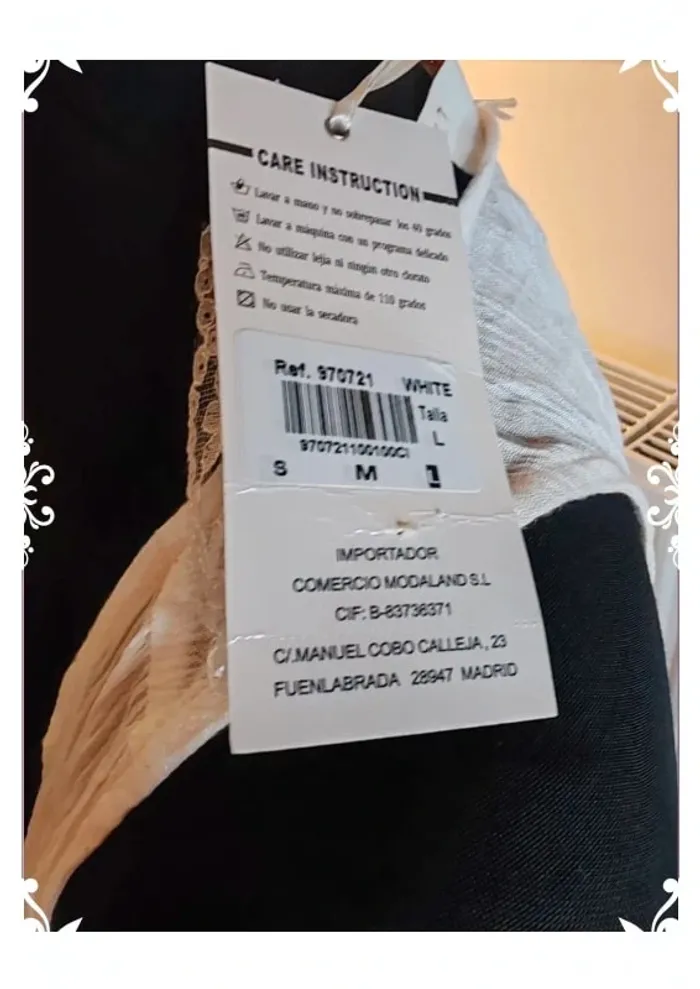 CARE INSTRUCTION
Lavar a mano y no sobrepasar los 40 grados
Lavar a máquina con un programa delicado
No utilizar lejia ni ningún otro clorato
Temperatura máxima de 110 grados
No usar la secadora
Ref. 970721 WHITE
Talla
L
970721100100CI
S M L
IMPORTADOR
COMERCIO MODALAND S.L
CIF: B-83736371
C/.MANUEL COBO CALLEJA, 23
FUENLABRADA 28947 MADRID